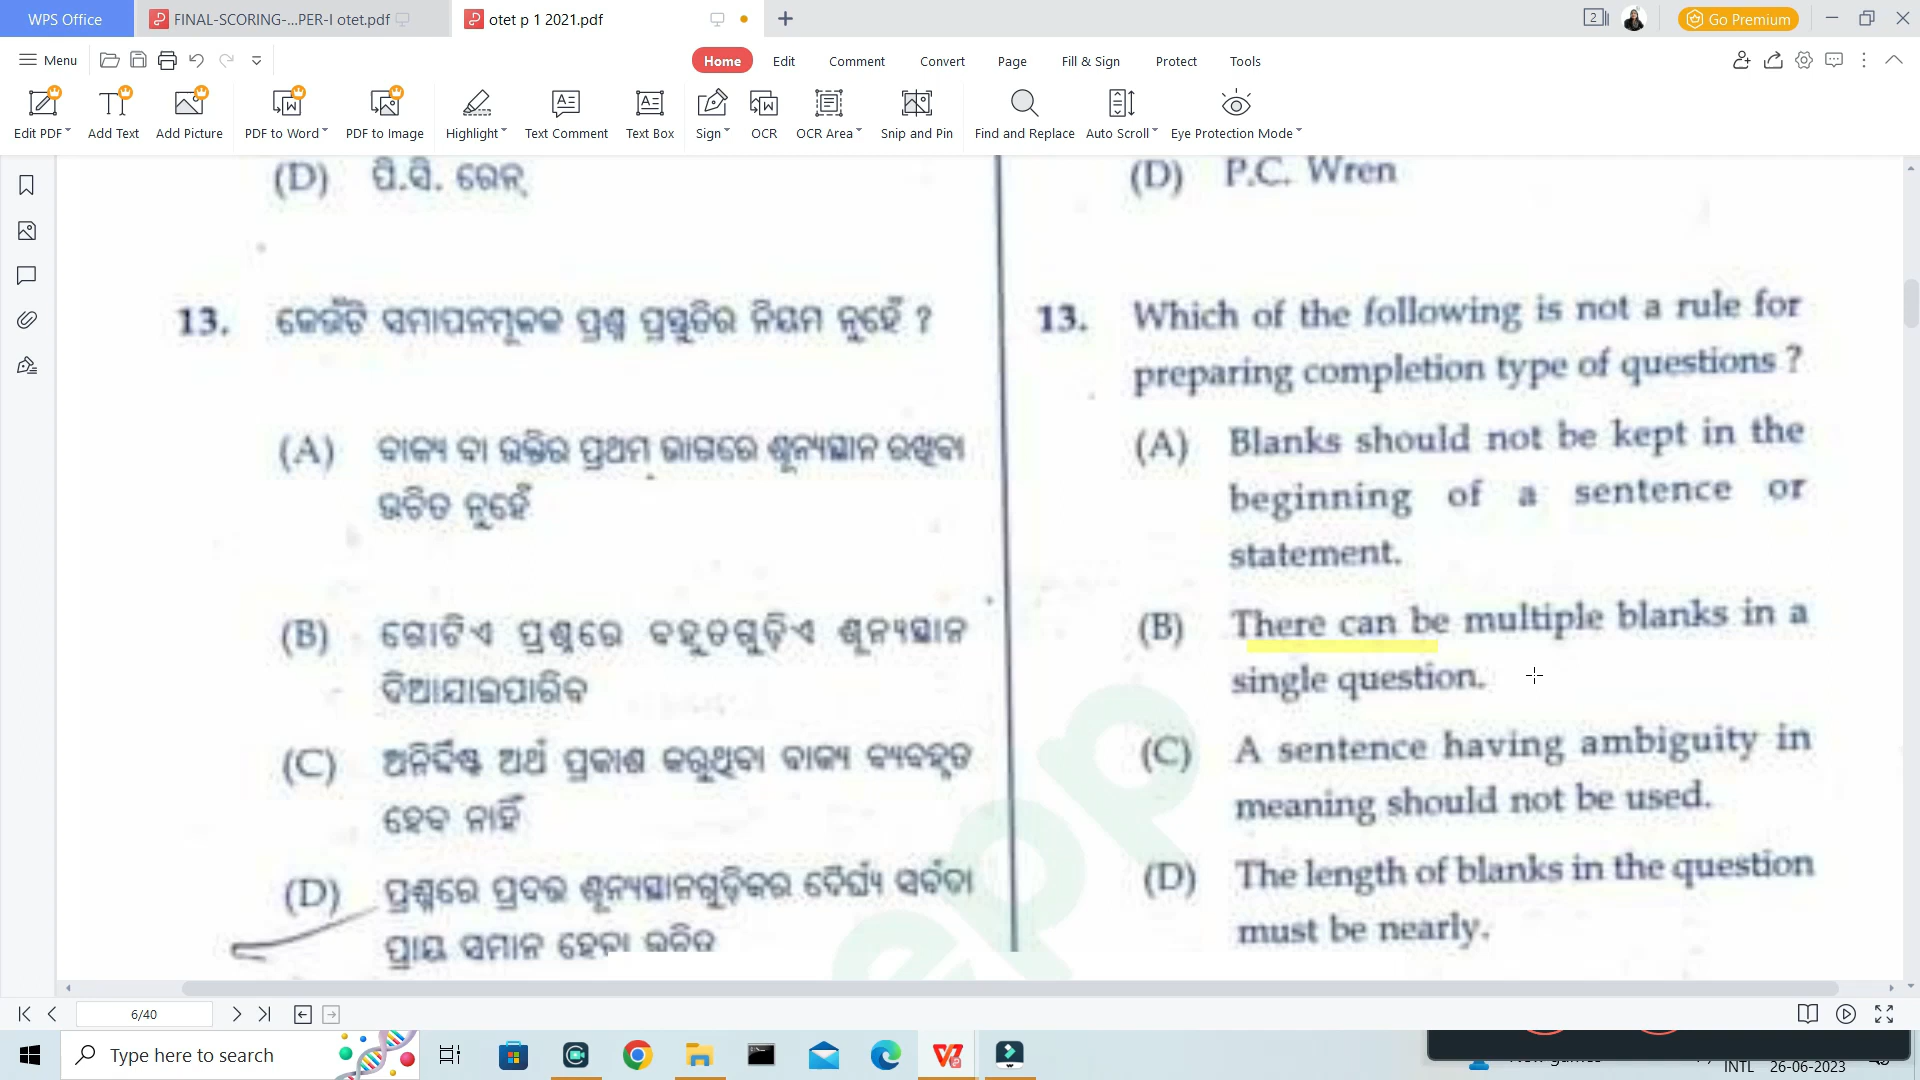 WPS Office
FINAL-SCORING-...PER-I otet.pdf
otet p 1 2021.pdf
2
Go Premium
Menu
Home
Edit
Comment
Convert
Page
Fill & Sign
Protect
Tools
Edit PDF
Add Text
Add Picture
PDF to Word
PDF to Image
Highlight
Text Comment
Text Box
Sign
OCR
OCR Area
Snip and Pin
Find and Replace
Auto Scroll
Eye Protection Mode
(D) ପି.ସି. ରେନ୍
13. କେଉଁଟି ସମାପନମୂଳକ ପ୍ରଶ୍ନ ପ୍ରସ୍ତୁତିର ନିୟମ ନୁହେଁ ?
(A) ବାକ୍ୟ ବା ଉକ୍ତିର ପ୍ରଥମ ଭାଗରେ ଶୂନ୍ୟସ୍ଥାନ ରଖିବା
ଉଚିତ ନୁହେଁ
(B) ଗୋଟିଏ ପ୍ରଶ୍ନରେ ବହୁତଗୁଡ଼ିଏ ଶୂନ୍ୟସ୍ଥାନ
ଦିଆଯାଇପାରିବ
(C) ଅନିର୍ଦ୍ଦିଷ୍ଟ ଅର୍ଥ ପ୍ରକାଶ କରୁଥିବା ବାକ୍ୟ ବ୍ୟବହୃତ
ହେବ ନାହିଁ
(D) ପ୍ରଶ୍ନରେ ପ୍ରଦତ୍ତ ଶୂନ୍ୟସ୍ଥାନଗୁଡ଼ିକର ଦୈର୍ଘ୍ୟ ସର୍ବଦା
ପ୍ରାୟ ସମାନ ହେବା ଉଚିତ
(D) P.C. Wren
13. Which of the following is not a rule for
preparing completion type of questions ?
(A) Blanks should not be kept in the
beginning of a sentence or
statement.
(B) There can be multiple blanks in a
single question.
(C) A sentence having ambiguity in
meaning should not be used.
(D) The length of blanks in the question
must be nearly.
epp
6/40
Type here to search
INTL 26-06-2023